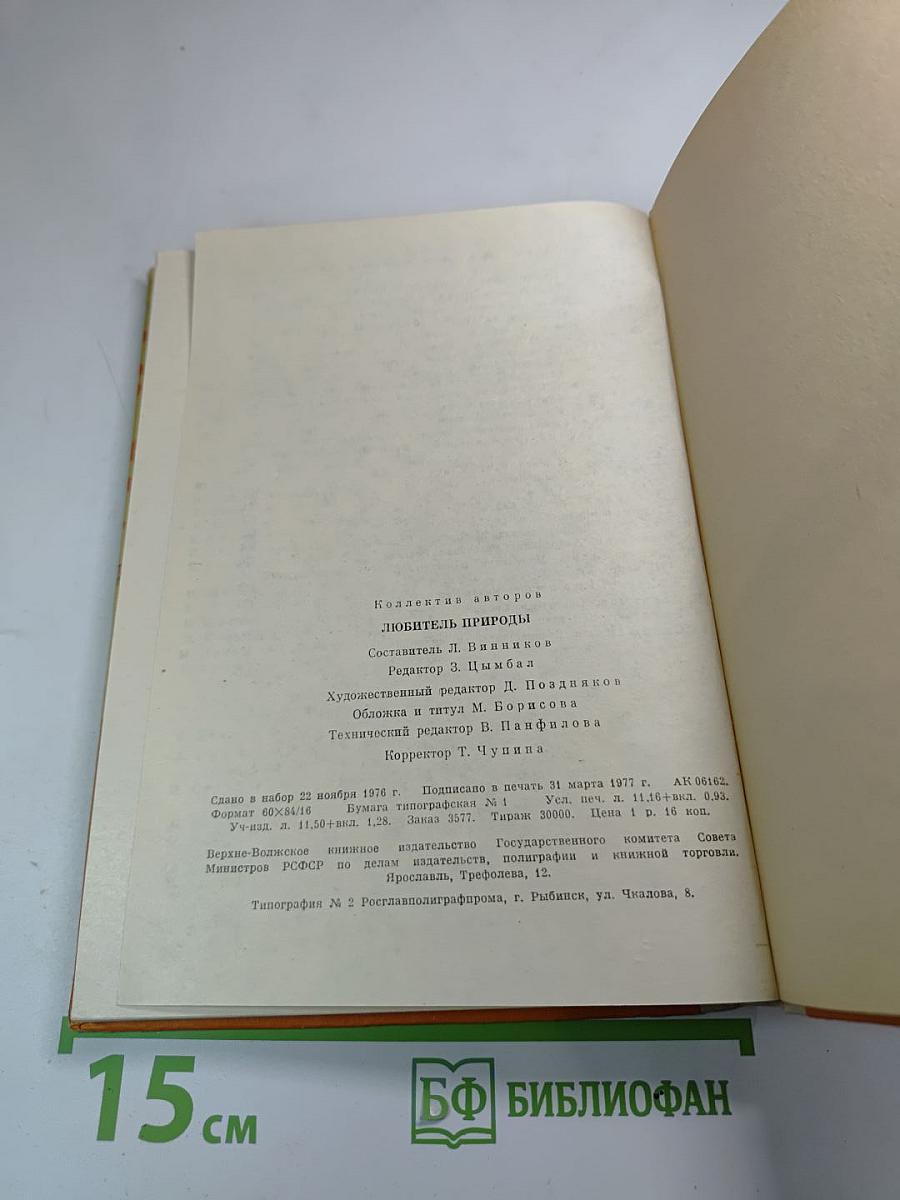 Коллектив авторов
ЛЮБИТЕЛЬ ПРИРОДЫ
Составитель Л. Винников
Редактор З. Цымбал
Художественный редактор Д. Поздняков
Обложка и титул М. Борисова
Технический редактор В. Панфилова
Корректор Т. Чупина
Сдано в набор 22 ноября 1976 г. Подписано в печать 31 марта 1977 г. АК 06162.
Формат 60×84/16 Бумага типографская № 1 Усл. печ. л. 11,16+вкл. 0,93.
Уч-изд. л. 11,50+вкл. 1,28. Заказ 3577. Тираж 30000. Цена 1 р. 16 коп.
Верхне-Волжское книжное издательство Государственного комитета Совета
Министров РСФСР по делам издательств, полиграфии и книжной торговли.
Ярославль, Трефолева, 12.
Типография № 2 Росглавполиграфпрома, г. Рыбинск, ул. Чкалова, 8.
15 см
БФ БИБЛИОФАН